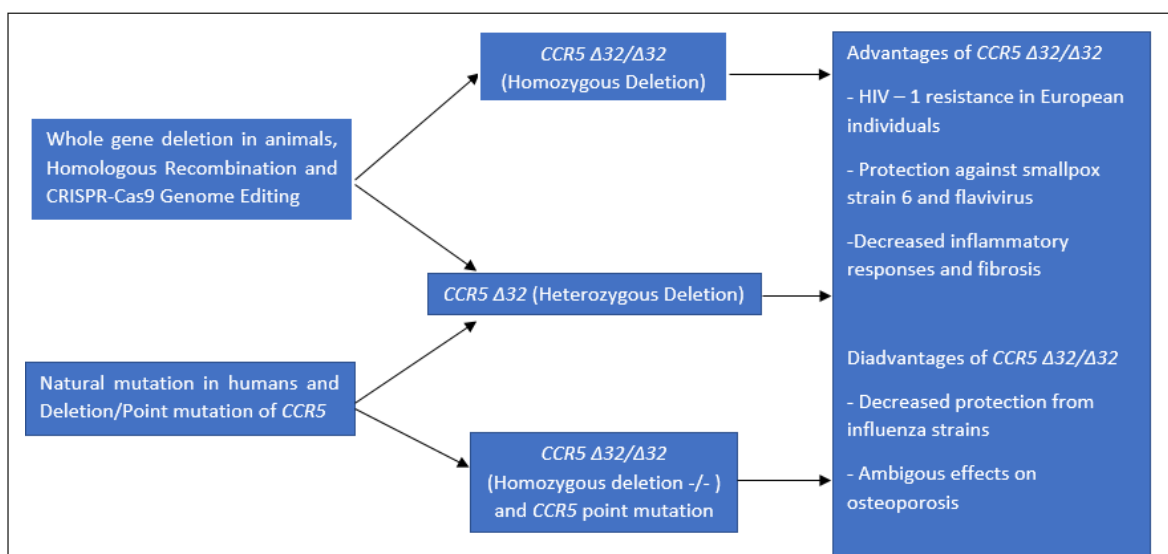 CCR5 Δ32/Δ32
(Homozygous Deletion)
Whole gene deletion in animals,
Homologous Recombination and
CRISPR-Cas9 Genome Editing
CCR5 Δ32 (Heterozygous Deletion)
Natural mutation in humans and
Deletion/Point mutation of CCR5
CCR5 Δ32/Δ32
(Homozygous deletion -/- )
and CCR5 point mutation
Advantages of CCR5 Δ32/Δ32
- HIV – 1 resistance in European
individuals
- Protection against smallpox
strain 6 and flavivirus
-Decreased inflammatory
responses and fibrosis
Diadvantages of CCR5 Δ32/Δ32
- Decreased protection from
influenza strains
- Ambigous effects on
osteoporosis